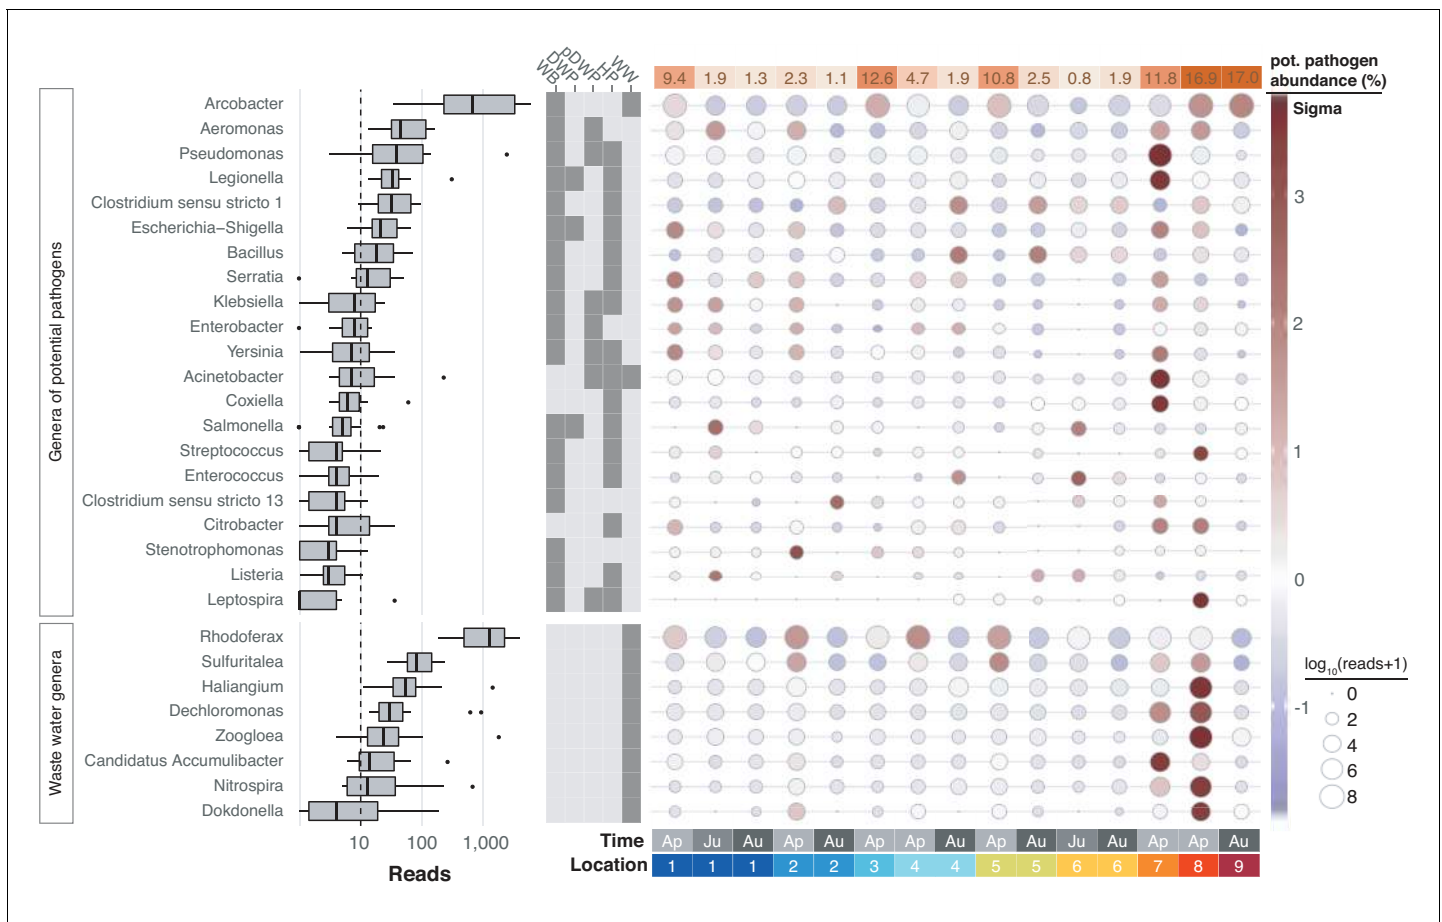 WB
DWP
pDWP
HP
WW
9.4 1.9 1.3 2.3 1.1 12.6 4.7 1.9 10.8 2.5 0.8 1.9 11.8 16.9 17.0
pot. pathogen
abundance (%)
Sigma
3
2
1
0
-1
Genera of potential pathogens
Arcobacter
Aeromonas
Pseudomonas
Legionella
Clostridium sensu stricto 1
Escherichia−Shigella
Bacillus
Serratia
Klebsiella
Enterobacter
Yersinia
Acinetobacter
Coxiella
Salmonella
Streptococcus
Enterococcus
Clostridium sensu stricto 13
Citrobacter
Stenotrophomonas
Listeria
Leptospira
Waste water genera
Rhodoferax
Sulfuritalea
Haliangium
Dechloromonas
Zoogloea
Candidatus Accumulibacter
Nitrospira
Dokdonella
log10(reads+1)
0
2
4
6
8
10 100 1,000
Reads
Time Ap Ju Au Ap Au Ap Ap Au Ap Au Ju Au Ap Ap Au
Location 1 1 1 2 2 3 4 4 5 5 6 6 7 8 9